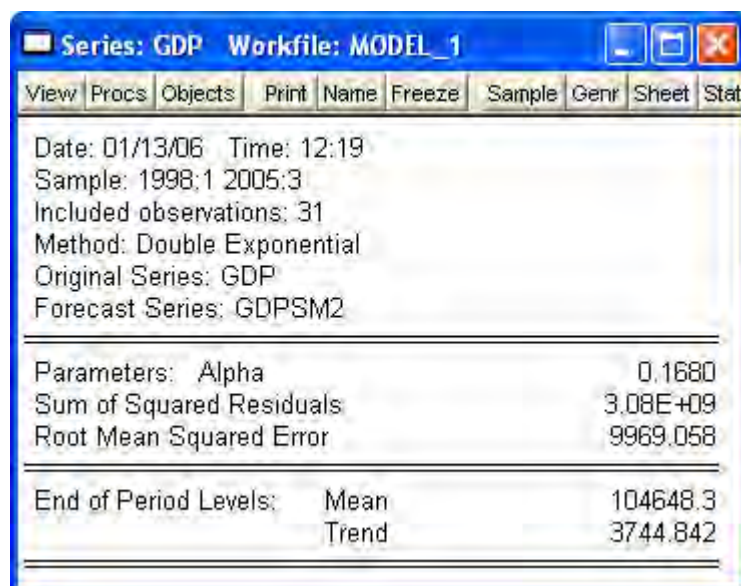 Series: GDP Workfile: MODEL_1
View Procs Objects Print Name Freeze Sample Genr Sheet Stat
Date: 01/13/06 Time: 12:19
Sample: 1998:1 2005:3
Included observations: 31
Method: Double Exponential
Original Series: GDP
Forecast Series: GDPSM2
Parameters: Alpha 0.1680
Sum of Squared Residuals 3.08E+09
Root Mean Squared Error 9969.058
End of Period Levels: Mean 104648.3
Trend 3744.842